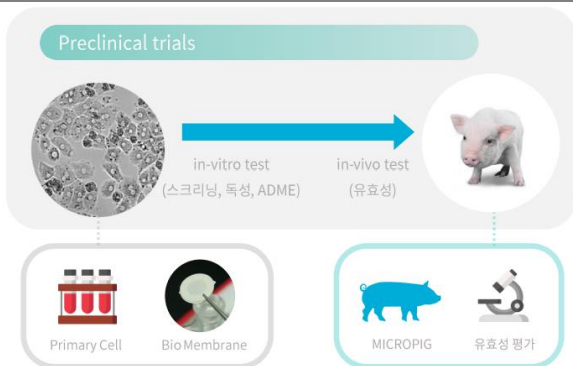 Preclinical trials
in-vitro test
(스크리닝, 독성, ADME)
in-vivo test
(유효성)
Primary Cell
Bio Membrane
MICROPIG
유효성 평가